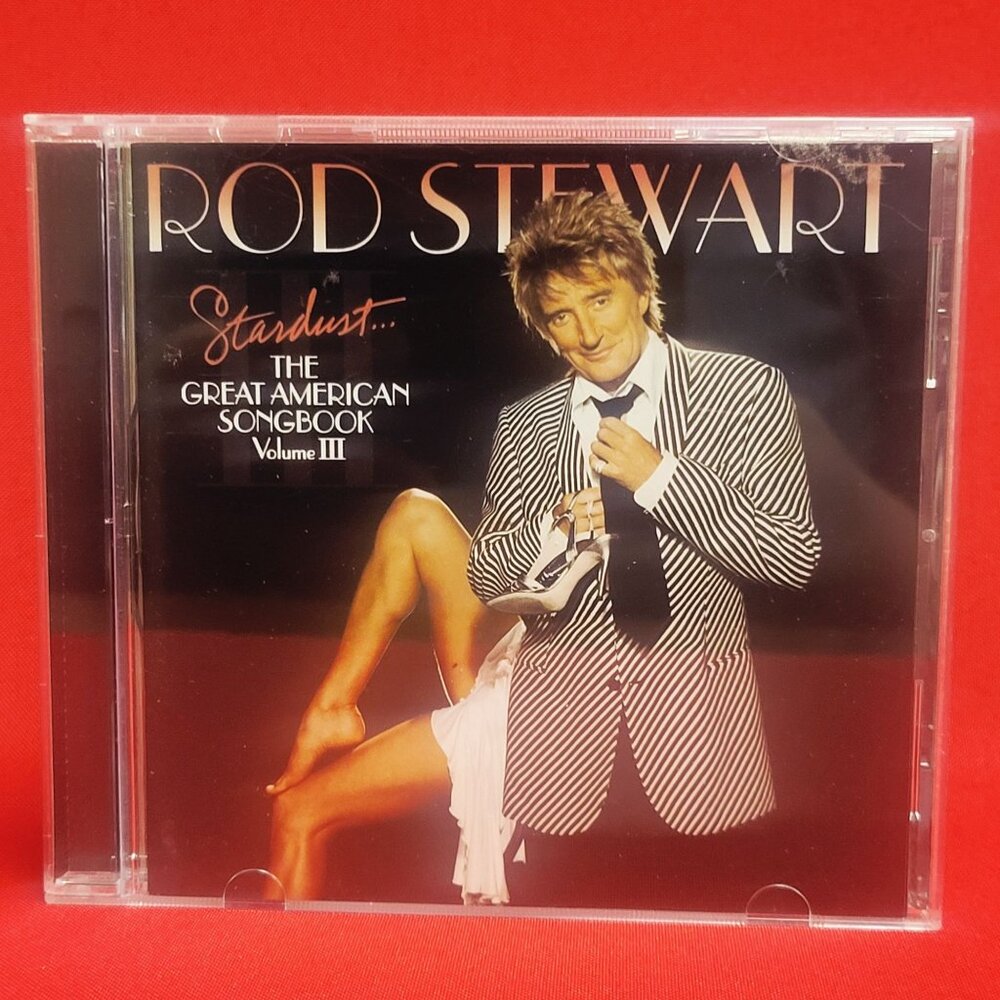 ROD STEWART
Stardust...
THE
GREAT AMERICAN
SONGBOOK
Volume III